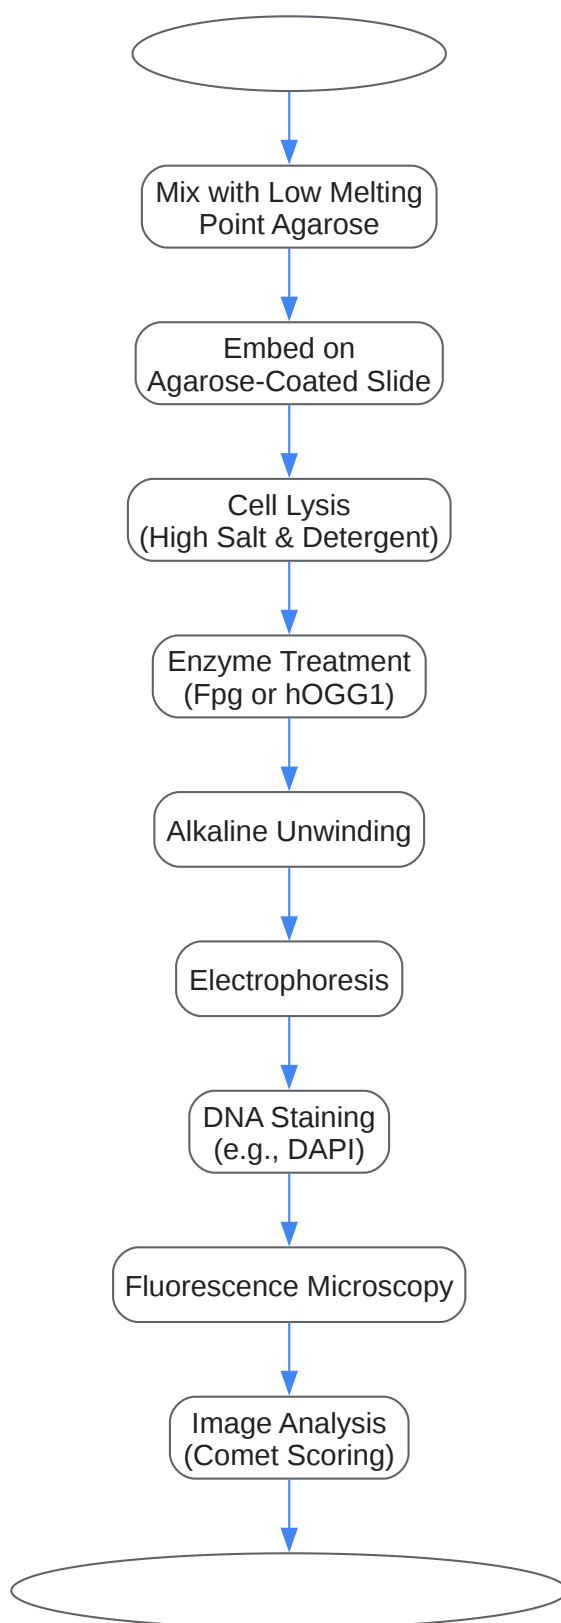 Mix with Low Melting
Point Agarose
Embed on
Agarose-Coated Slide
Cell Lysis
(High Salt & Detergent)
Enzyme Treatment
(Fpg or hOGG1)
Alkaline Unwinding
Electrophoresis
DNA Staining
(e.g., DAPI)
Fluorescence Microscopy
Image Analysis
(Comet Scoring)